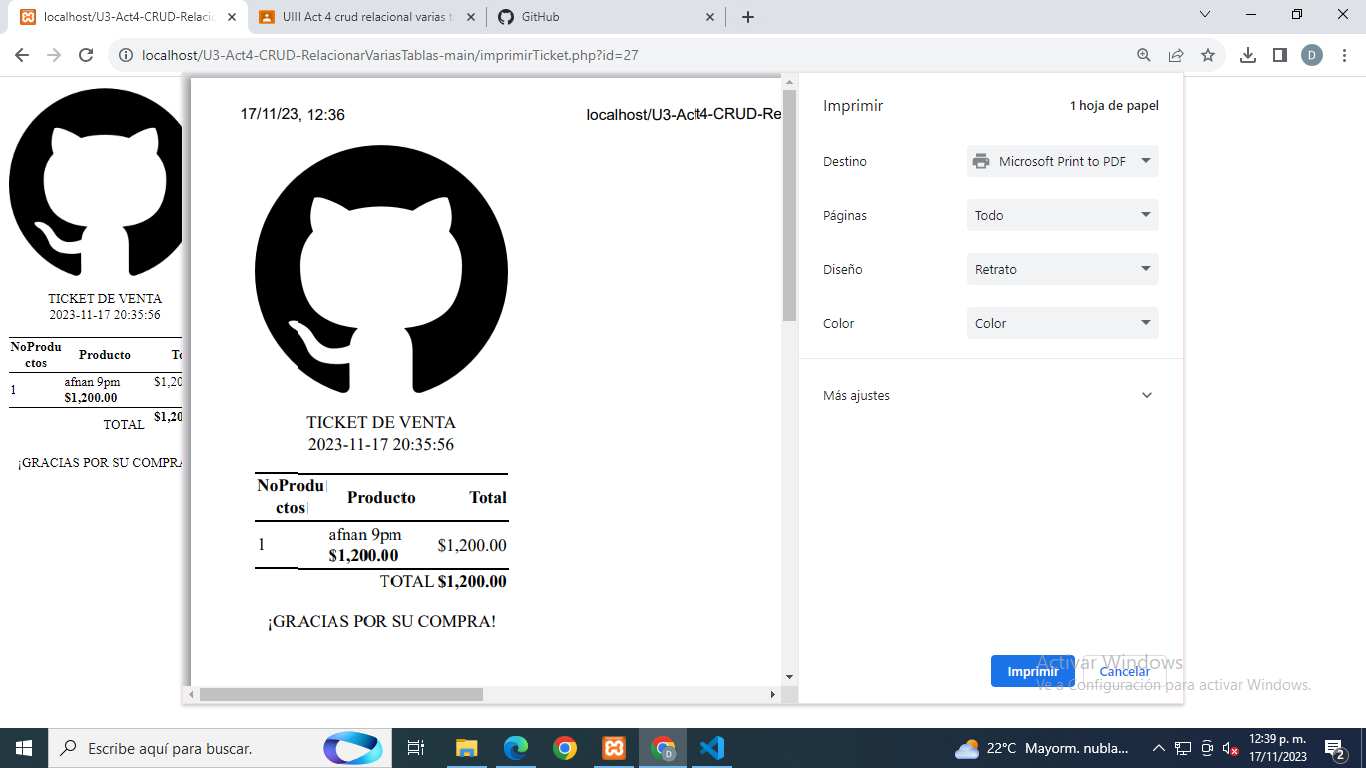 localhost/U3-Act4-CRUD-Relacio
UIII Act 4 crud relacional varias t
GitHub
localhost/U3-Act4-CRUD-RelacionarVariasTablas-main/imprimirTicket.php?id=27
D
TICKET DE VENTA
2023-11-17 20:35:56
NoProdu
ctos
Producto
To
1
afnan 9pm
$1,200.00
$1,20
TOTAL
$1,20
¡GRACIAS POR SU COMPRA
17/11/23, 12:36
localhost/U3-Act4-CRUD-Re
TICKET DE VENTA
2023-11-17 20:35:56
NoProdu
ctos
Producto
Total
1
afnan 9pm
$1,200.00
$1,200.00
TOTAL $1,200.00
¡GRACIAS POR SU COMPRA!
Imprimir
1 hoja de papel
Destino
Microsoft Print to PDF
Páginas
Todo
Diseño
Retrato
Color
Color
Más ajustes
Imprimir
Cancelar
Activar Windows
Ve a Configuración para activar Windows.
Escribe aquí para buscar.
D
22°C Mayorm. nubla...
12:39 p. m.
17/11/2023
2